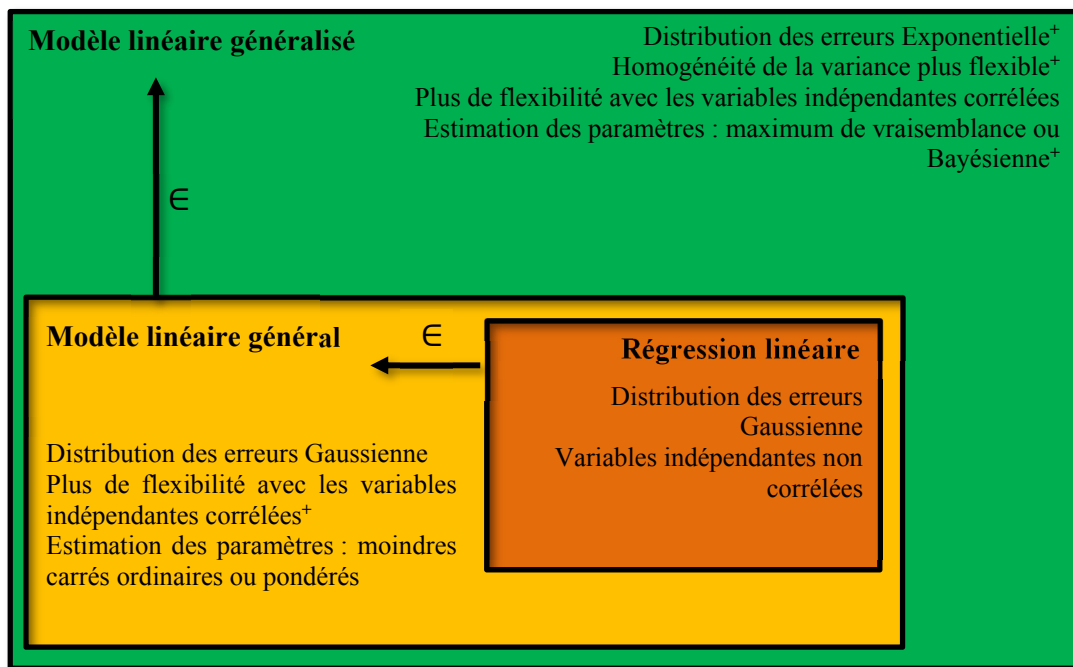 Modèle linéaire généralisé
Distribution des erreurs Exponentielle⁺
Homogénéité de la variance plus flexible⁺
Plus de flexibilité avec les variables indépendantes corrélées
Estimation des paramètres : maximum de vraisemblance ou
Bayésienne⁺
∈
Modèle linéaire général
∈
Distribution des erreurs Gaussienne
Plus de flexibilité avec les variables
indépendantes corrélées⁺
Estimation des paramètres : moindres
carrés ordinaires ou pondérés
Régression linéaire
Distribution des erreurs
Gaussienne
Variables indépendantes non
corrélées